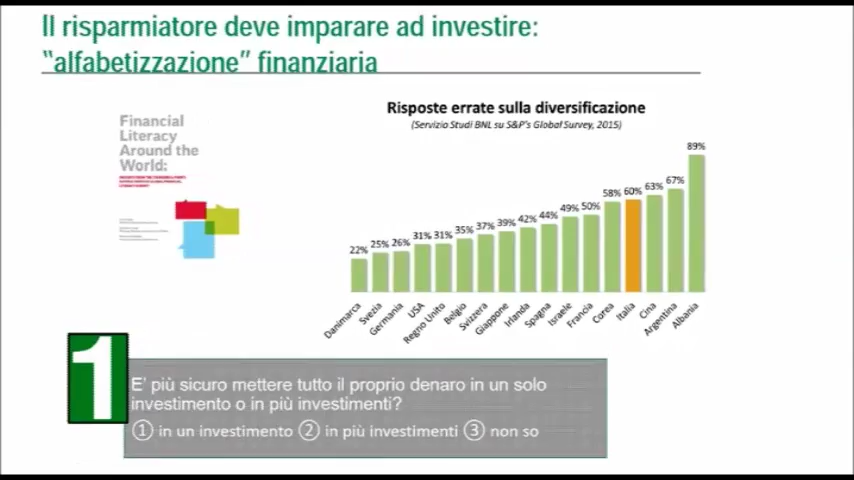 Il risparmiatore deve imparare ad investire:
“alfabetizzazione” finanziaria
Financial
Literacy
Around the
World:
Risposte errate sulla diversificazione
(Servizio Studi BNL su S&P's Global Survey, 2015)
22% 25% 26% 31% 31% 35% 37% 39% 42% 44% 49% 50% 58% 60% 63% 67% 89%
Danimarca Svezia Germania USA Regno Unito Belgio Svizzera Giappone Irlanda Spagna Israele Francia Corea Italia Cina Argentina Albania
1
E' più sicuro mettere tutto il proprio denaro in un solo
investimento o in più investimenti?
① in un investimento ② in più investimenti ③ non so